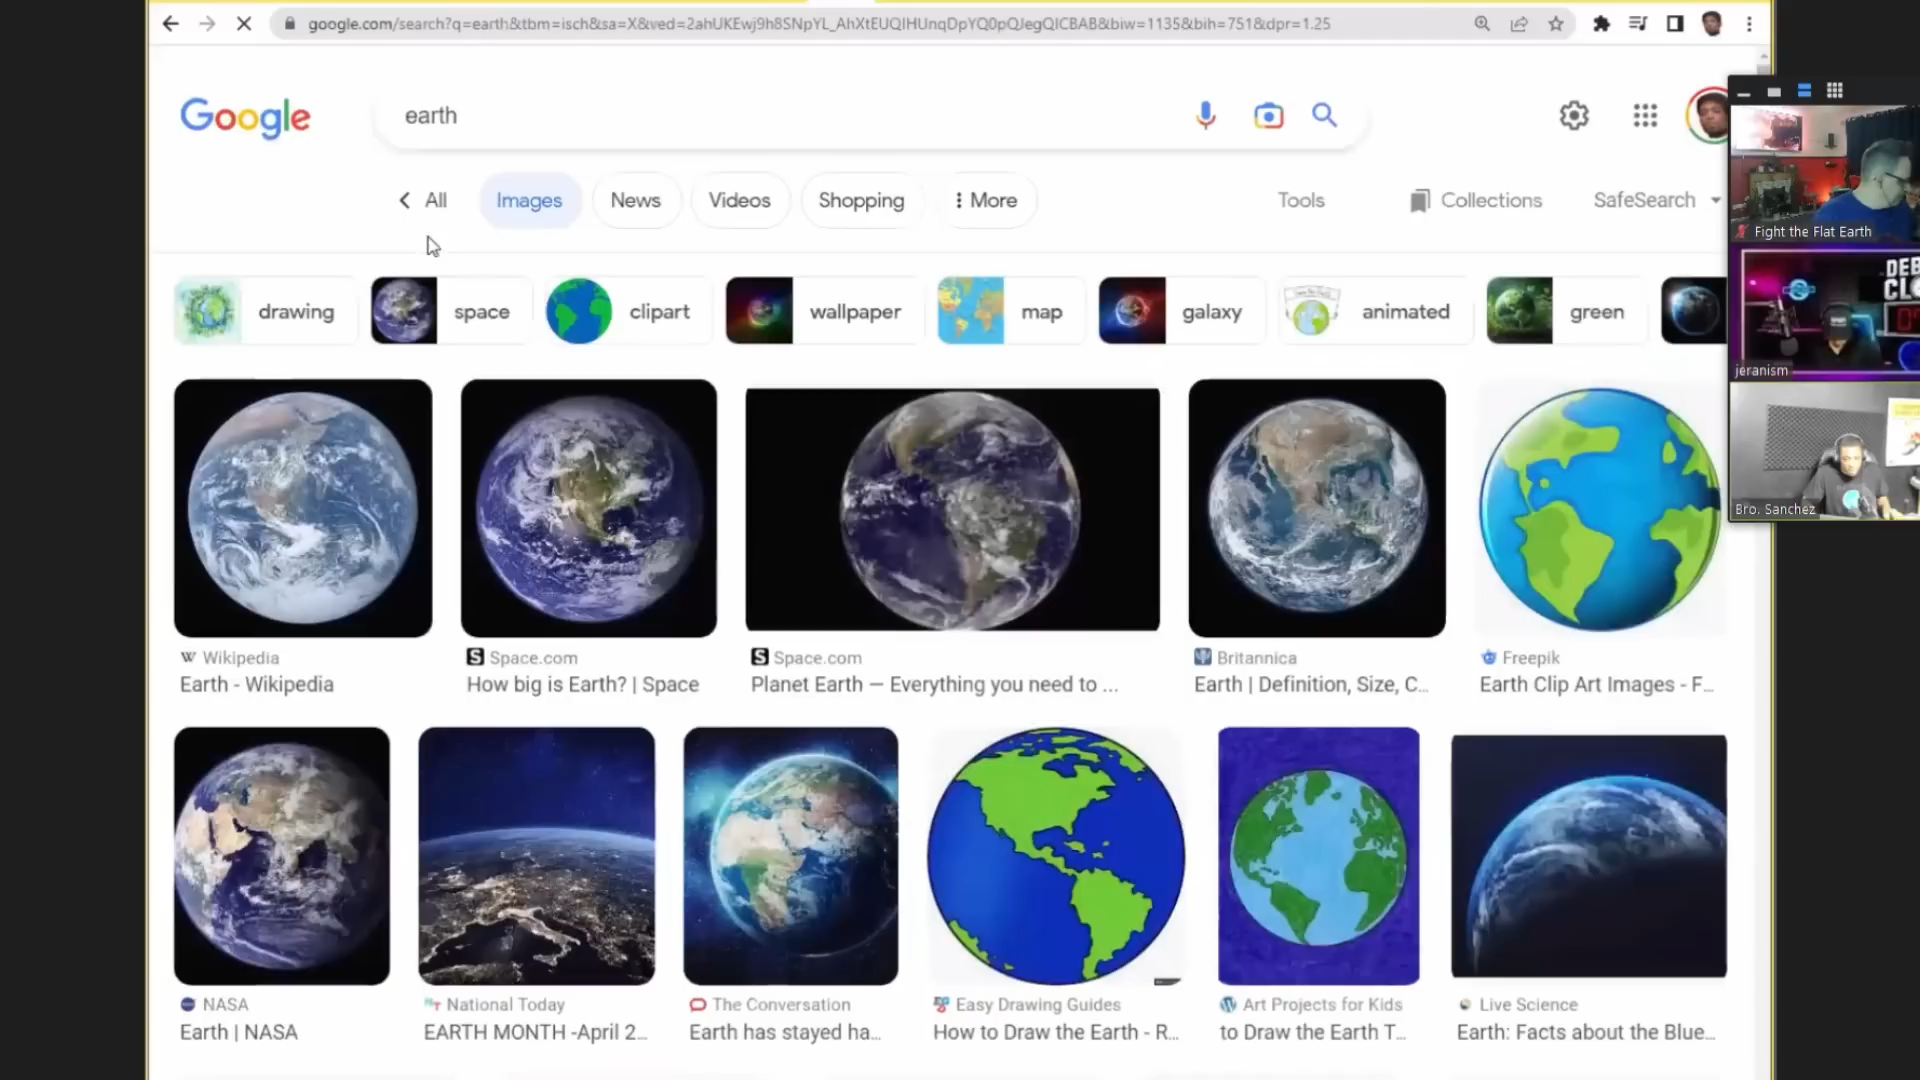 google.com/search?q=earth&tbm=isch&sa=X&ved=2ahUKEwj9h8SNpYL_AhXtEUQIHUnqDpYQ0pQJegQICBAB&biw=1135&bih=751&dpr=1.25
Google
earth
All
Images
News
Videos
Shopping
More
Tools
Collections
SafeSearch
drawing
space
clipart
wallpaper
map
galaxy
animated
green
Fight the Flat Earth
jeranism
Bro. Sanchez
Wikipedia
Earth - Wikipedia
Space.com
How big is Earth? | Space
Space.com
Planet Earth — Everything you need to ...
Britannica
Earth | Definition, Size, C...
Freepik
Earth Clip Art Images - F...
NASA
Earth | NASA
National Today
EARTH MONTH -April 2...
The Conversation
Earth has stayed ha...
Easy Drawing Guides
How to Draw the Earth - R...
Art Projects for Kids
to Draw the Earth T...
Live Science
Earth: Facts about the Blue...